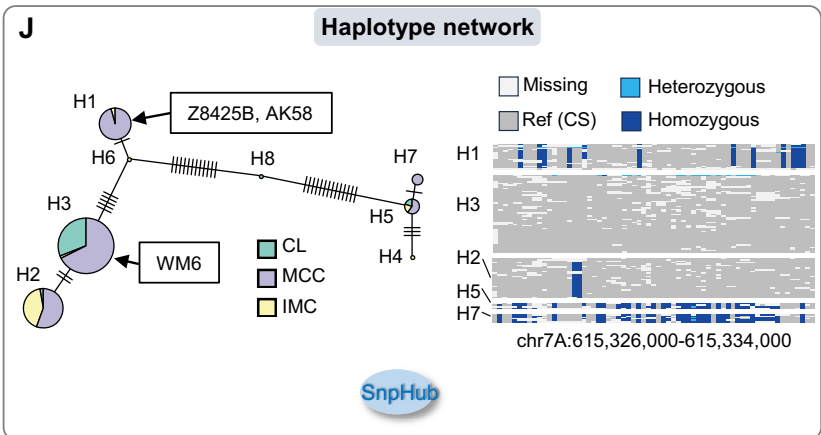 J
Haplotype network
H1
Z8425B, AK58
H6
H8
H7
H3
H5
WM6
H4
H2
CL
MCC
IMC
Missing
Heterozygous
Ref (CS)
Homozygous
H1
H3
H2
H5
H7
chr7A:615,326,000-615,334,000
SnpHub